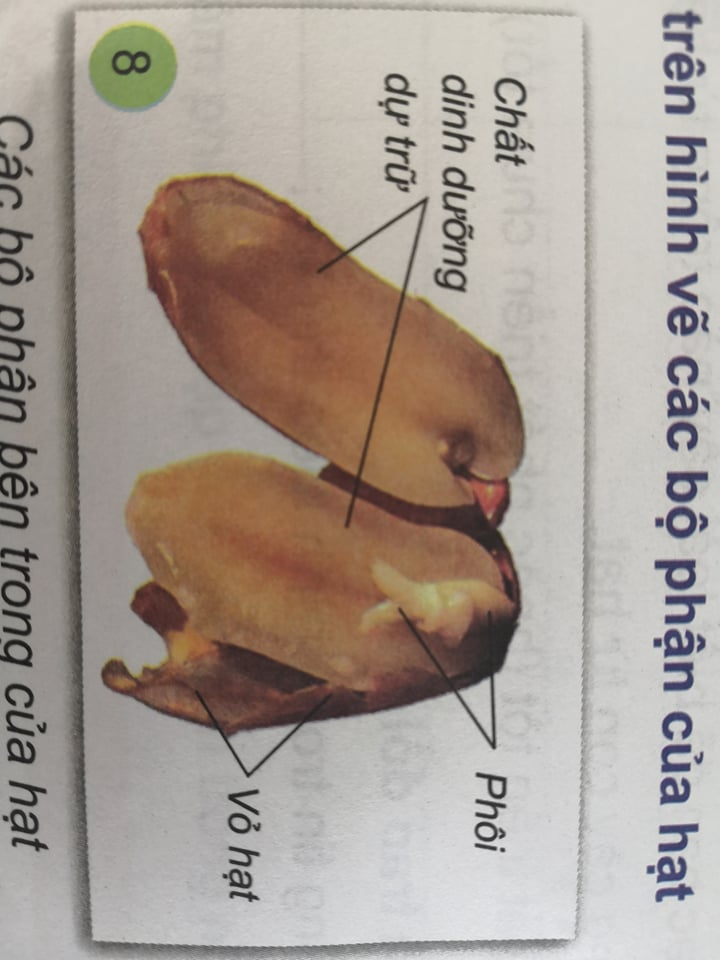 trên hình vẽ các bộ phận của hạt
Chất
dinh dưỡng
dự trữ
Phôi
Vỏ hạt
8
Các bộ phận bên trong của hạt